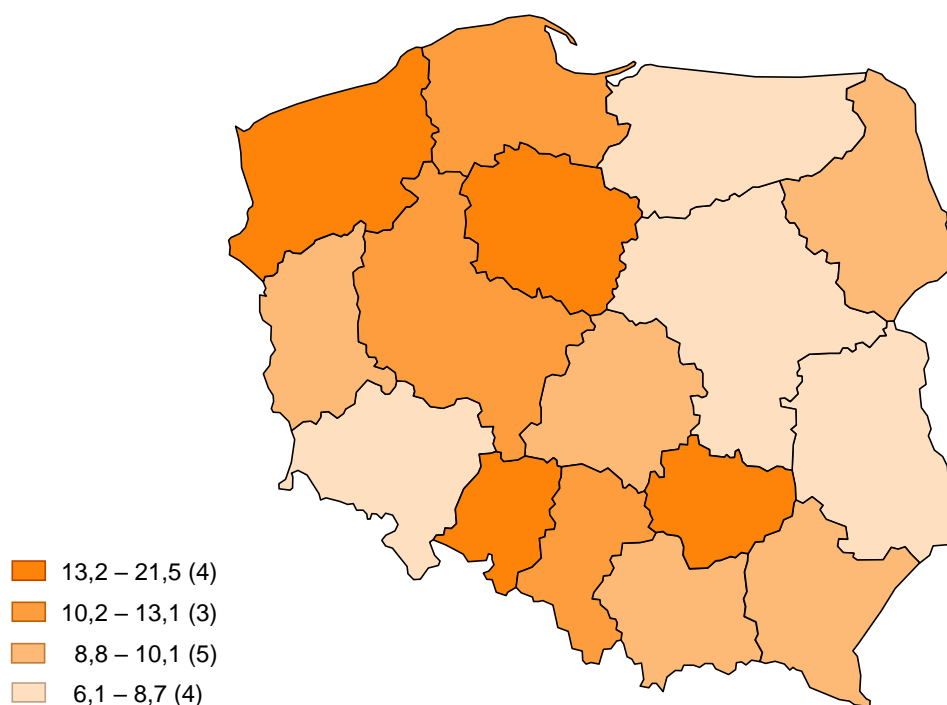 13,2 – 21,5 (4)
10,2 – 13,1 (3)
8,8 – 10,1 (5)
6,1 – 8,7 (4)